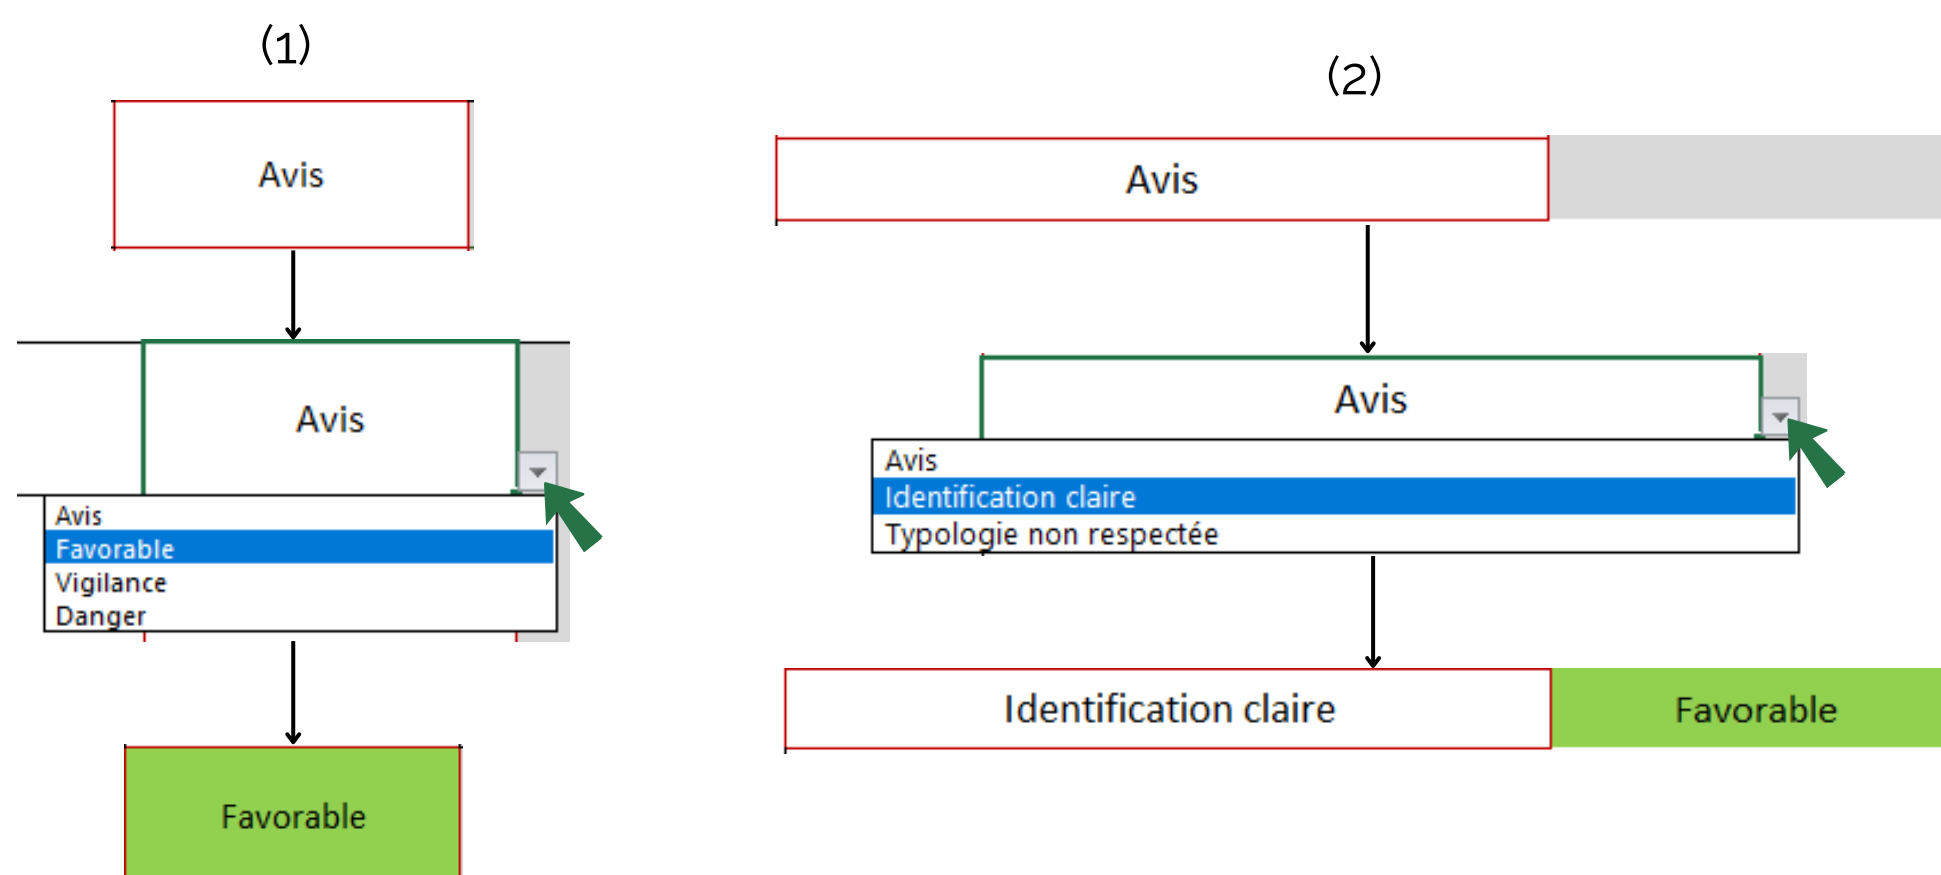 (1)
Avis
Avis
Avis
Favorable
Vigilance
Danger
Favorable
(2)
Avis
Avis
Avis
Identification claire
Typologie non respectée
Identification claire
Favorable